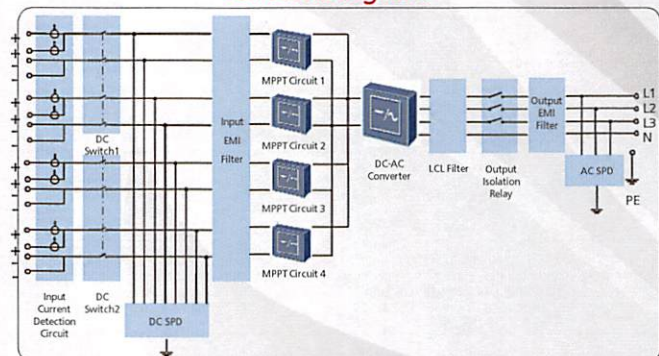 +
+
-
-
+
+
-
-
+
+
-
-
+
+
-
-
Input
Current
Detection
Circuit
DC
Switch1
DC
Switch2
DC SPD
Input
EMI
Filter
MPPT Circuit 1
MPPT Circuit 2
MPPT Circuit 3
MPPT Circuit 4
DC-AC
Converter
LCL Filter
Output
Isolation
Relay
Output
EMI
Filter
AC SPD
L1
L2
L3
N
PE